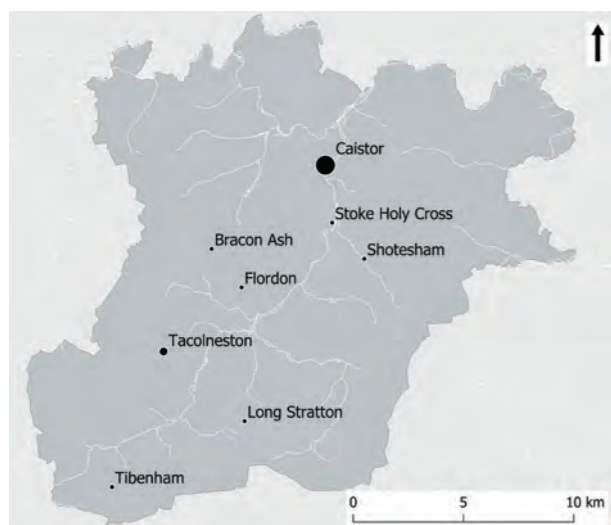 Caistor
Stoke Holy Cross
Bracon Ash
Shotesham
Flordon
Tacolneston
Long Stratton
Tibenham
0 5 10 km